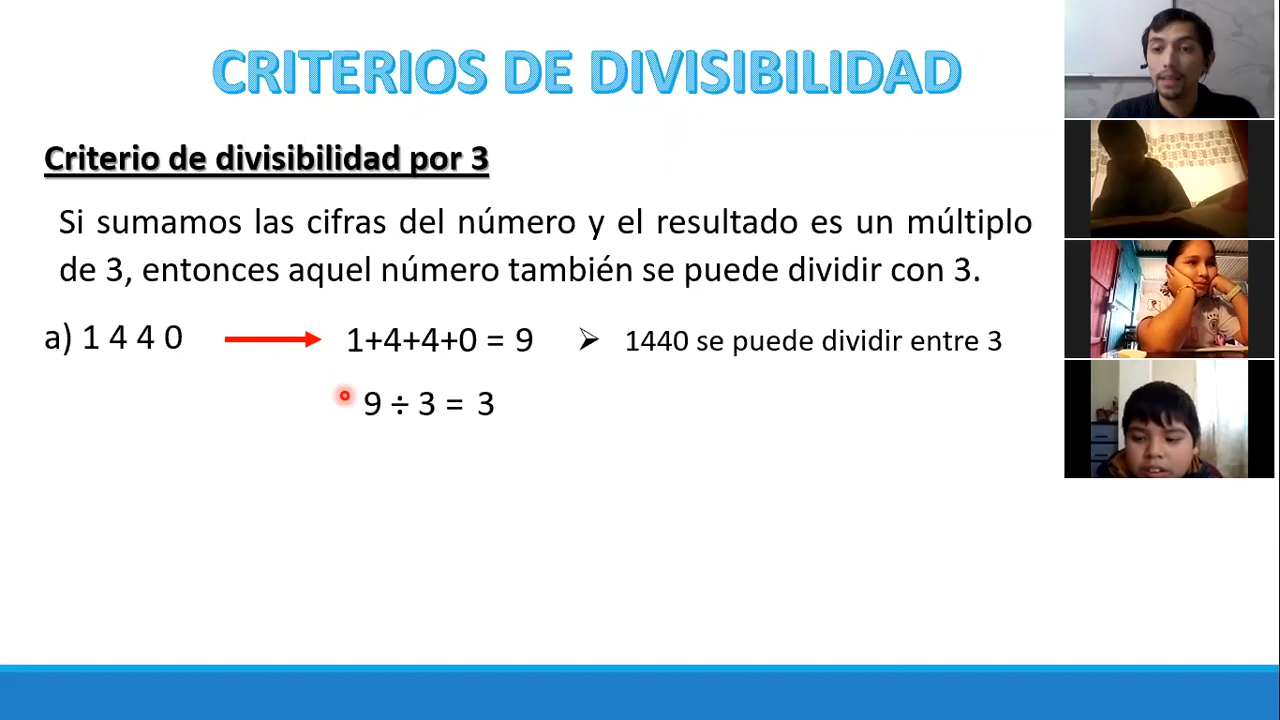 CRITERIOS DE DIVISIBILIDAD
Criterio de divisibilidad por 3
Si sumamos las cifras del número y el resultado es un múltiplo
de 3, entonces aquel número también se puede dividir con 3.
a) 1 4 4 0 1+4+4+0 = 9 ➢ 1440 se puede dividir entre 3
9 ÷ 3 = 3